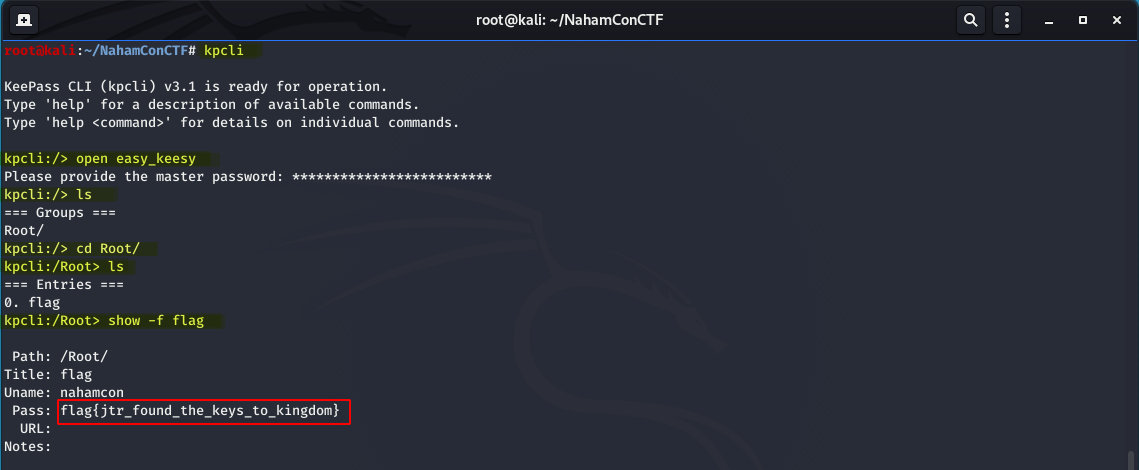 root@kali: ~/NahamConCTF
root@kali:~/NahamConCTF# kpcli
KeePass CLI (kpcli) v3.1 is ready for operation.
Type 'help' for a description of available commands.
Type 'help <command>' for details on individual commands.
kpcli:/> open easy_keesy
Please provide the master password: *************************
kpcli:/> ls
=== Groups ===
Root/
kpcli:/> cd Root/
kpcli:/Root> ls
=== Entries ===
0. flag
kpcli:/Root> show -f flag
Path: /Root/
Title: flag
Uname: nahamcon
Pass: flag{jtr_found_the_keys_to_kingdom}
URL:
Notes: